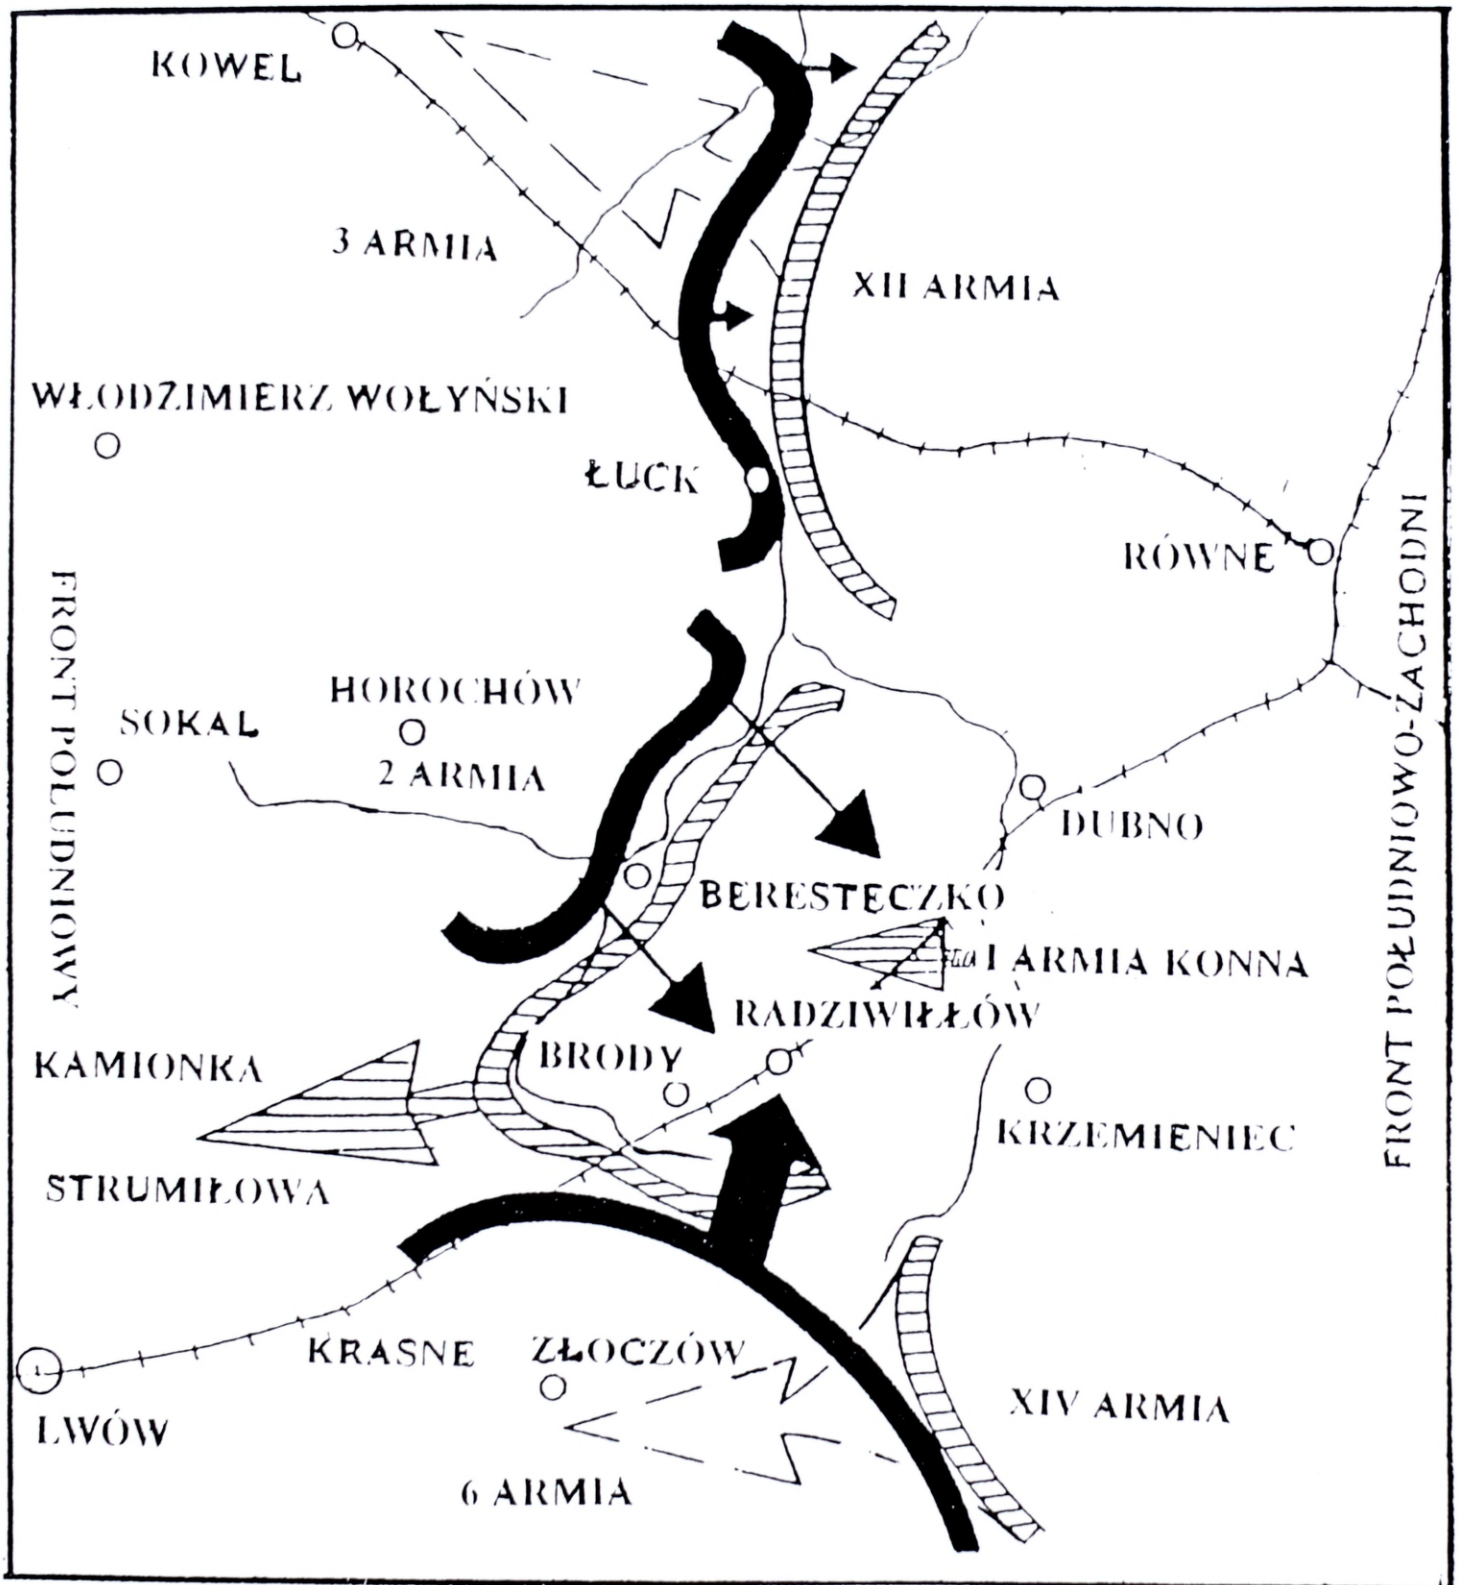 KOWEL
3 ARMIA
XII ARMIA
WŁODZIMIERZ WOŁYŃSKI
ŁUCK
RÓWNE
FRONT POŁUDNIOWY
FRONT POŁUDNIOWO-ZACHODNI
HOROCHÓW
SOKAL
2 ARMIA
DUBNO
BERESTECZKO
I ARMIA KONNA
RADZIWIŁŁÓW
BRODY
KAMIONKA
STRUMIŁOWA
KRZEMIENIEC
KRASNE
ZŁOCZÓW
LWÓW
XIV ARMIA
6 ARMIA